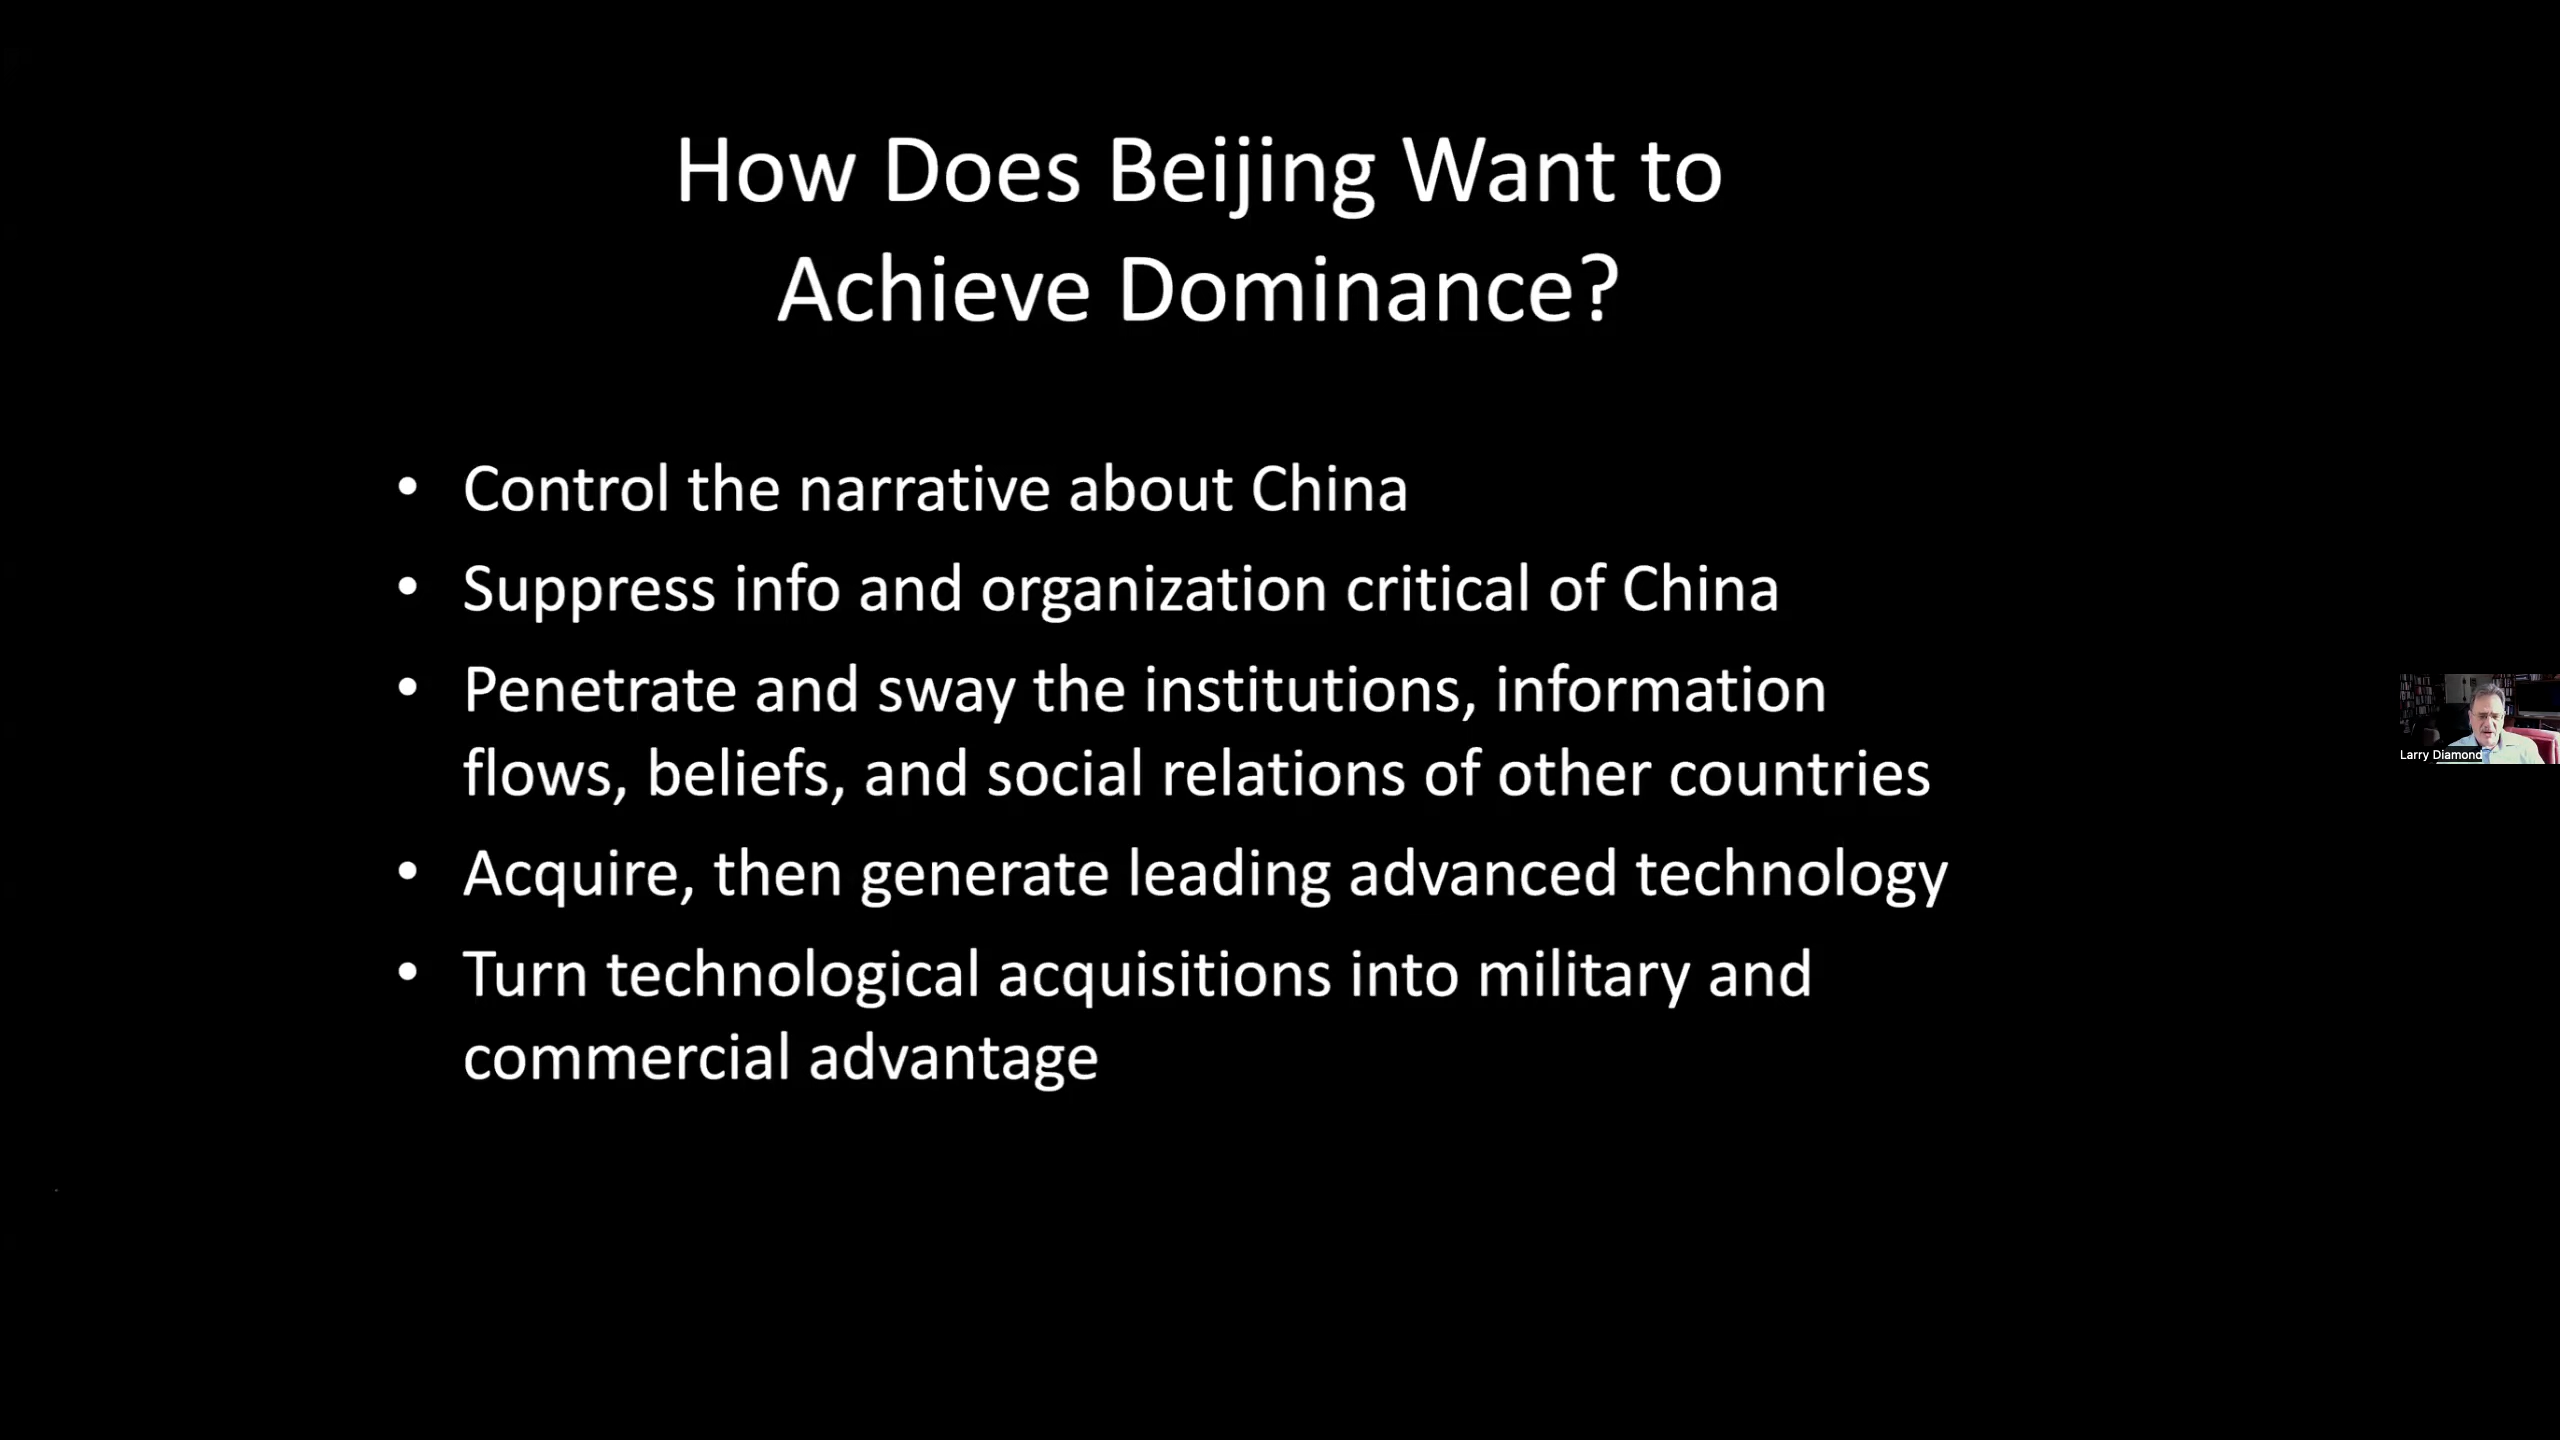 How Does Beijing Want to
Achieve Dominance?
• Control the narrative about China
• Suppress info and organization critical of China
• Penetrate and sway the institutions, information
flows, beliefs, and social relations of other countries
• Acquire, then generate leading advanced technology
• Turn technological acquisitions into military and
commercial advantage
Larry Diamond